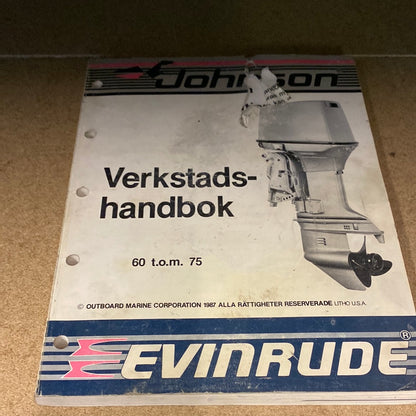 Johnson
Verkstads-
handbok
60 t.o.m. 75
© OUTBOARD MARINE CORPORATION 1987 ALLA RÄTTIGHETER RESERVERADE LITHO U.S.A.
EVINRUDE®